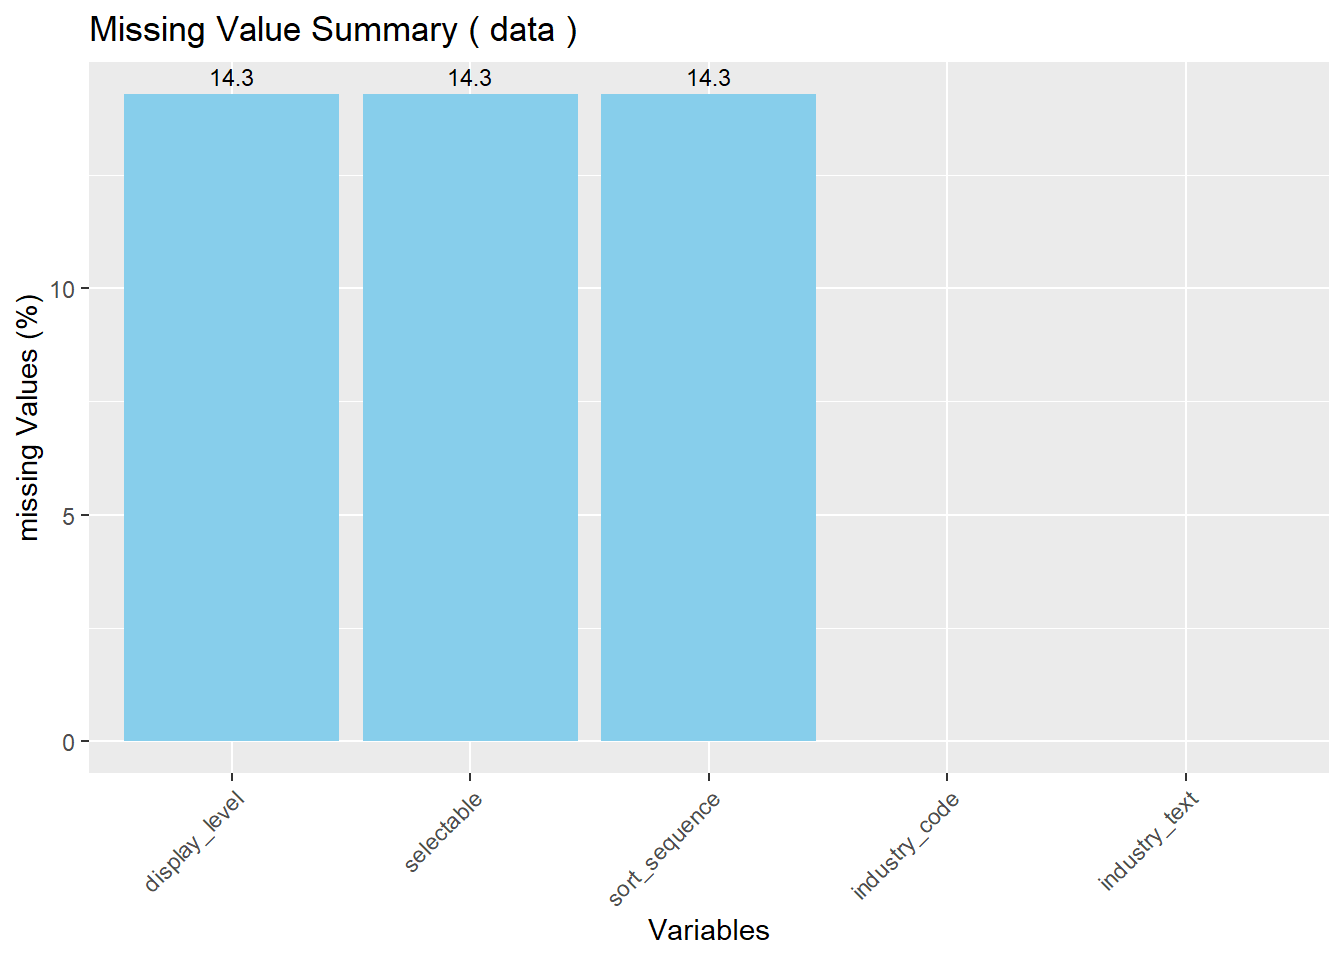 Missing Value Summary ( data )
14.3 14.3 14.3
missing Values (%)
10
5
0
display_level selectable sort_sequence industry_code industry_text
Variables